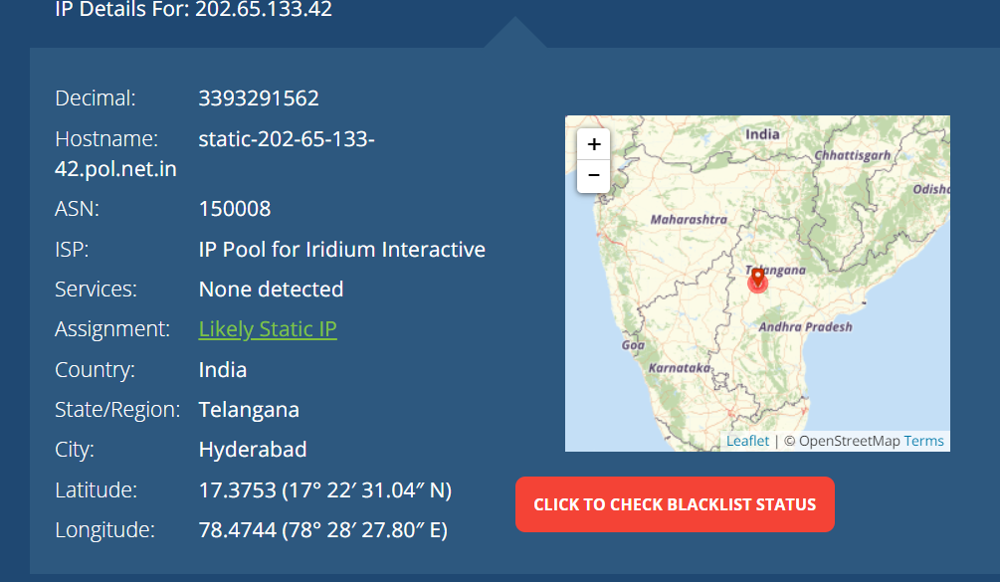 IP Details For: 202.65.133.42
Decimal: 3393291562
Hostname: static-202-65-133-
42.pol.net.in
ASN: 150008
ISP: IP Pool for Iridium Interactive
Services: None detected
Assignment: Likely Static IP
Country: India
State/Region: Telangana
City: Hyderabad
Latitude: 17.3753 (17° 22′ 31.04″ N)
Longitude: 78.4744 (78° 28′ 27.80″ E)
+
−
India
Chhattisgarh
Odisha
Maharashtra
Telangana
Andhra Pradesh
Goa
Karnataka
Leaflet | © OpenStreetMap Terms
CLICK TO CHECK BLACKLIST STATUS